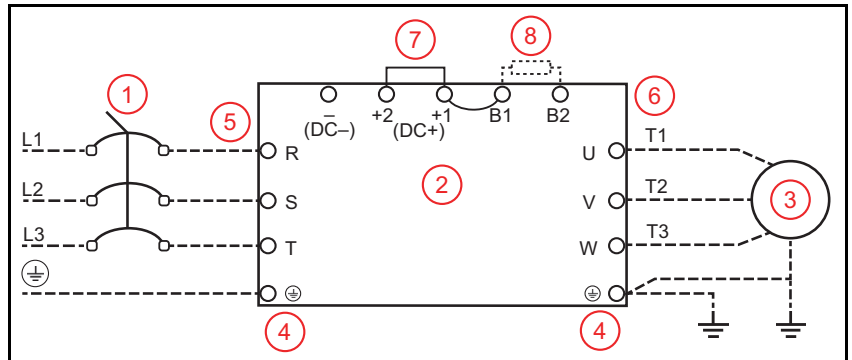 7
8
1
5
6
–
(DC–)
+2
+1
(DC+)
B1
B2
L1
R
U
T1
2
3
L2
S
V
T2
L3
T
W
T3
4
4